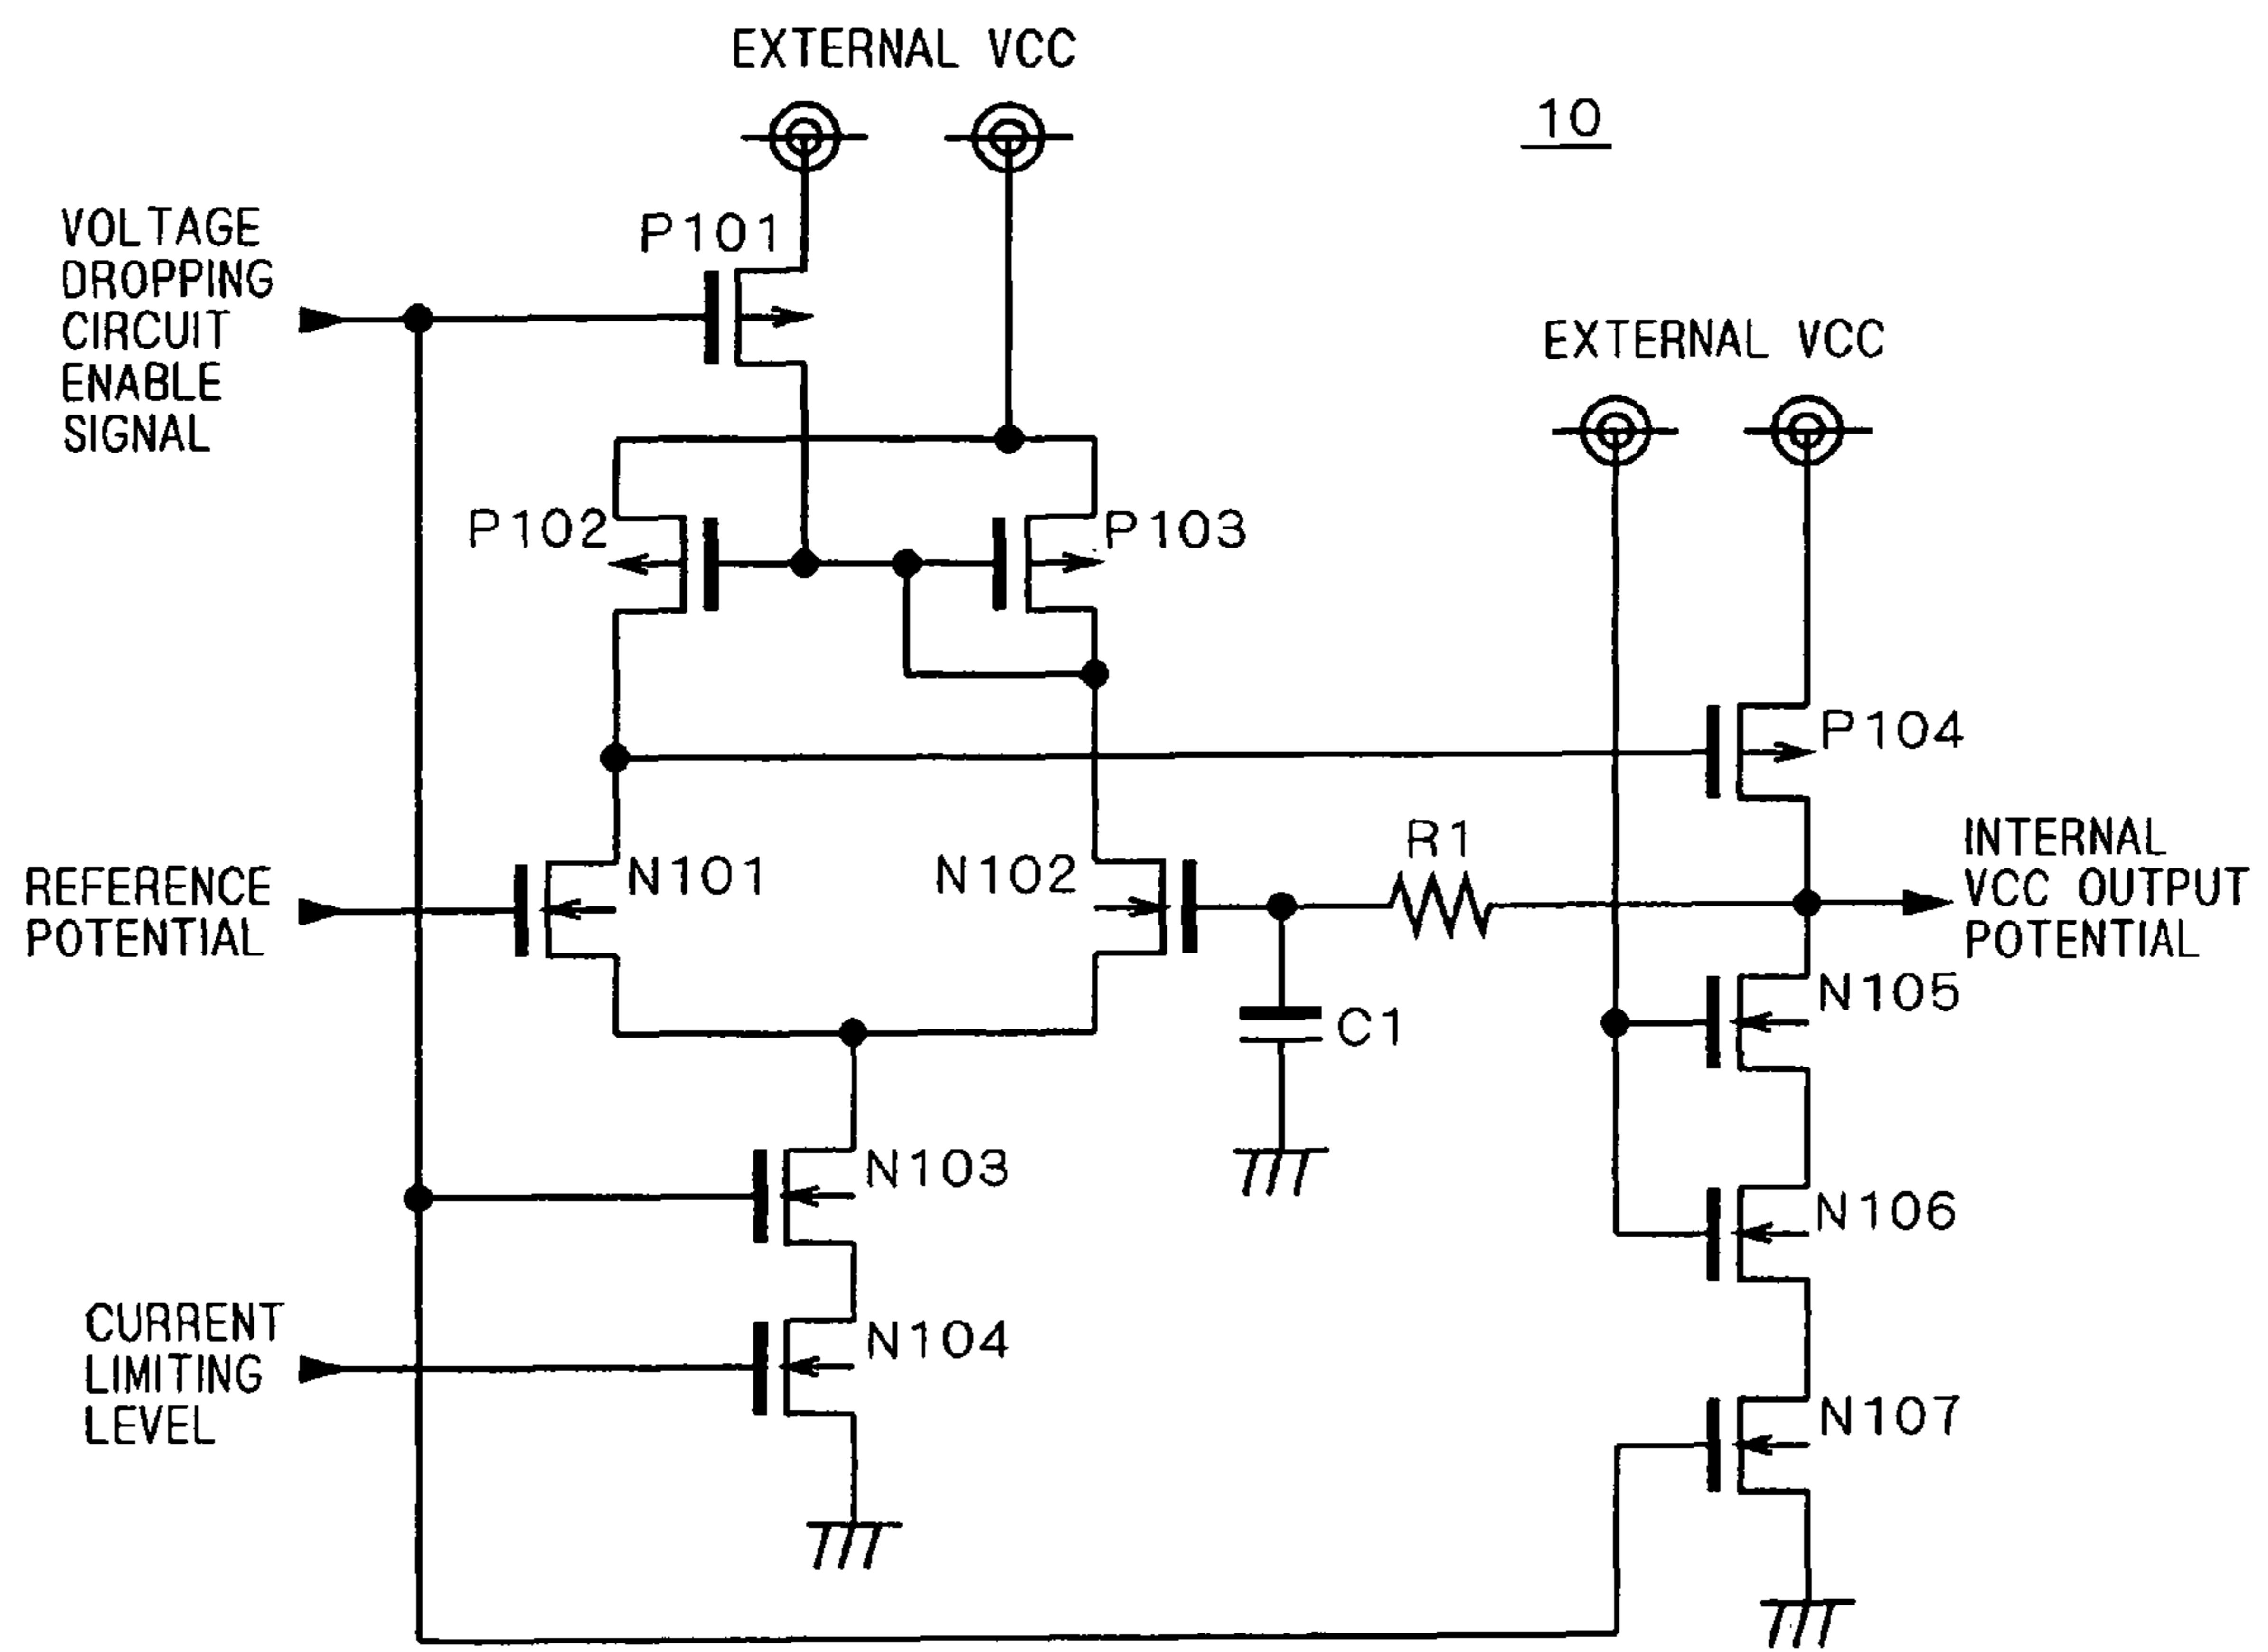 EXTERNAL VCC
10
P101
VOLTAGE
DROPPING
CIRCUIT
ENABLE
SIGNAL
EXTERNAL VCC
P102
P103
P104
R1
INTERNAL
VCC OUTPUT
POTENTIAL
REFERENCE
POTENTIAL
N101
N102
N105
C1
N103
N106
CURRENT
LIMITING
LEVEL
N104
N107